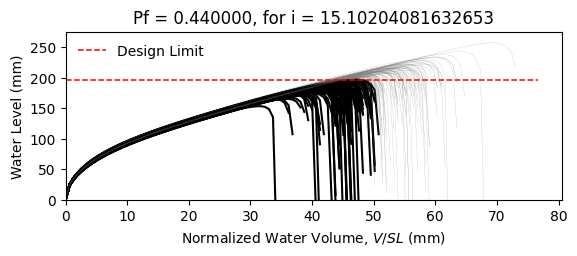 Pf = 0.440000, for i = 15.10204081632653
Water Level (mm)
250
200
150
100
50
0
Design Limit
0 10 20 30 40 50 60 70 80
Normalized Water Volume, V/SL (mm)